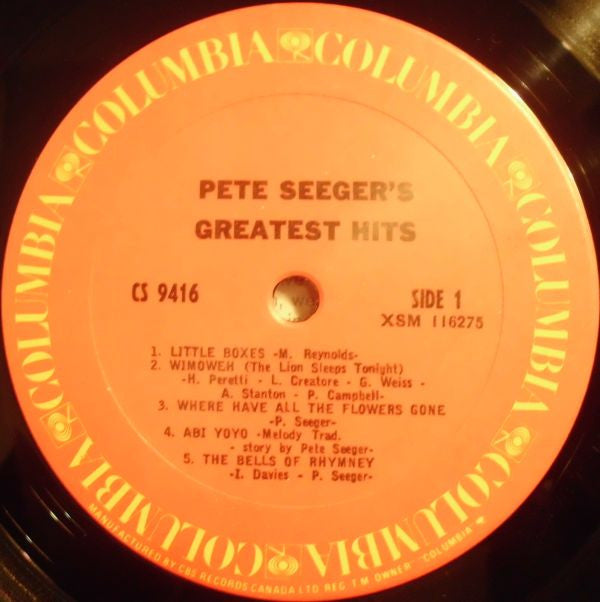 COLUMBIA COLUMBIA COLUMBIA COLUMBIA COLUMBIA COLUMBIA COLUMBIA COLUMBIA
PETE SEEGER'S
GREATEST HITS
CS 9416
SIDE 1
XSM 116275
1. LITTLE BOXES -M. Reynolds-
2. WIMOWEH (The Lion Sleeps Tonight)
-H. Peretti - L. Creatore - G. Weiss -
A. Stanton - P. Campbell-
3. WHERE HAVE ALL THE FLOWERS GONE
-P. Seeger-
4. ABI YOYO -Melody Trad.
- story by Pete Seeger-
5. THE BELLS OF RHYMNEY
-I. Davies - P. Seeger-
MANUFACTURED BY CBS RECORDS CANADA LTD REG. T M OWNER "COLUMBIA"